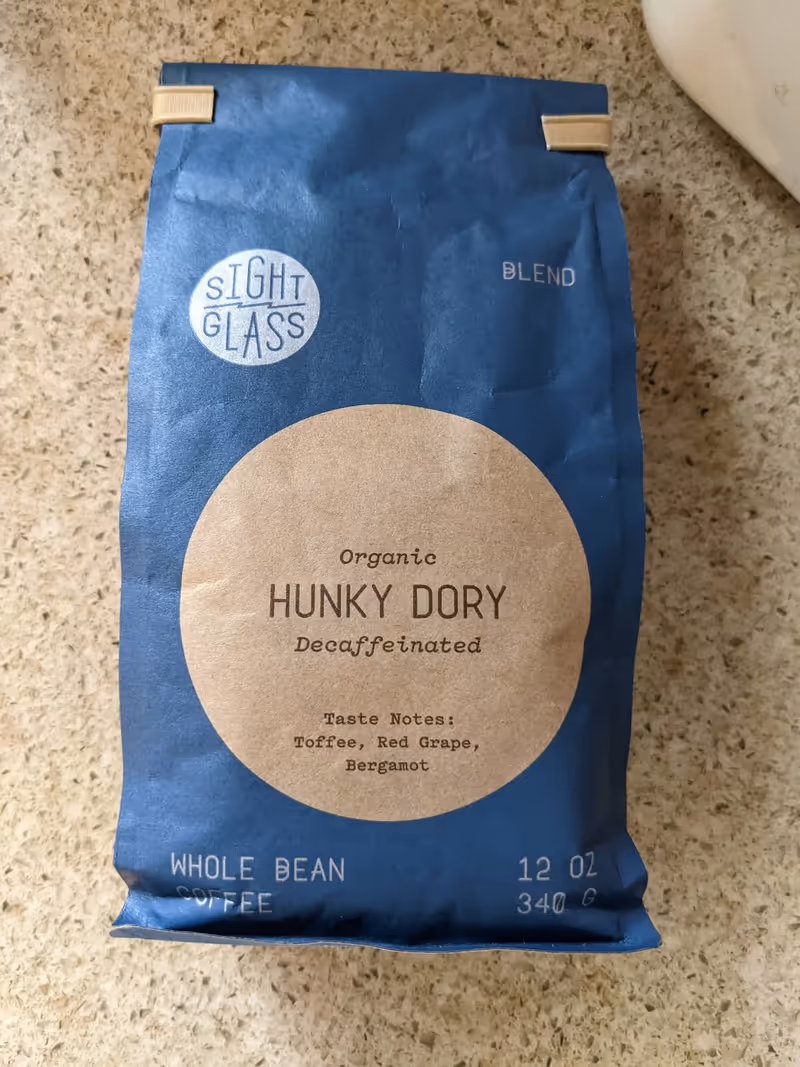 SIGHT
GLASS
BLEND
Organic
HUNKY DORY
Decaffeinated
Taste Notes:
Toffee, Red Grape,
Bergamot
WHOLE BEAN
COFFEE
12 OZ
340 G